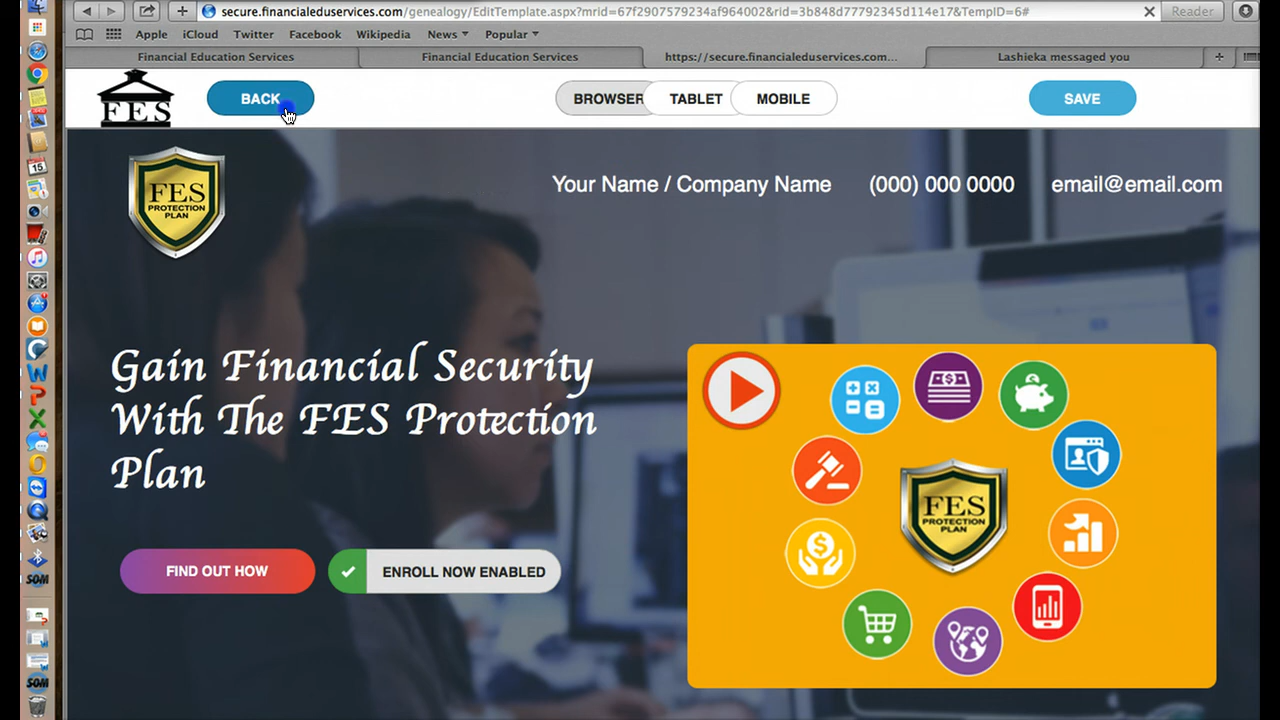 secure.financialeduservices.com/genealogy/EditTemplate.aspx?mrid=67f2907579234af964002&rid=3b848d77792345d114e17&TempID=6#
Reader
Apple iCloud Twitter Facebook Wikipedia News Popular
Financial Education Services Financial Education Services https://secure.financialeduservices.com... Lashieka messaged you
FES BACK BROWSER TABLET MOBILE SAVE
FES
PROTECTION
PLAN
Your Name / Company Name (000) 000 0000 email@email.com
Gain Financial Security
With The FES Protection
Plan
FIND OUT HOW ENROLL NOW ENABLED
FES
PROTECTION
PLAN
15
SOM
SOM